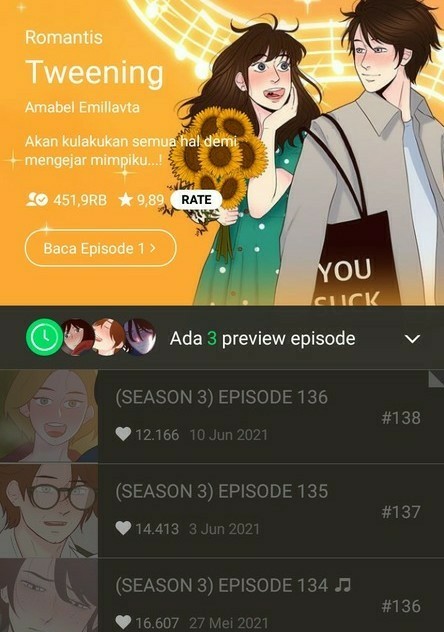 Romantis
Tweening
Amabel Emillavta
Akan kulakukan semua hal demi
mengejar mimpiku...!
451,9RB 9,89 RATE
Baca Episode 1 >
YOU
SUCK
Ada 3 preview episode
(SEASON 3) EPISODE 136
#138
12.166 10 Jun 2021
(SEASON 3) EPISODE 135
#137
14.413 3 Jun 2021
(SEASON 3) EPISODE 134
#136
16.607 27 Mei 2021